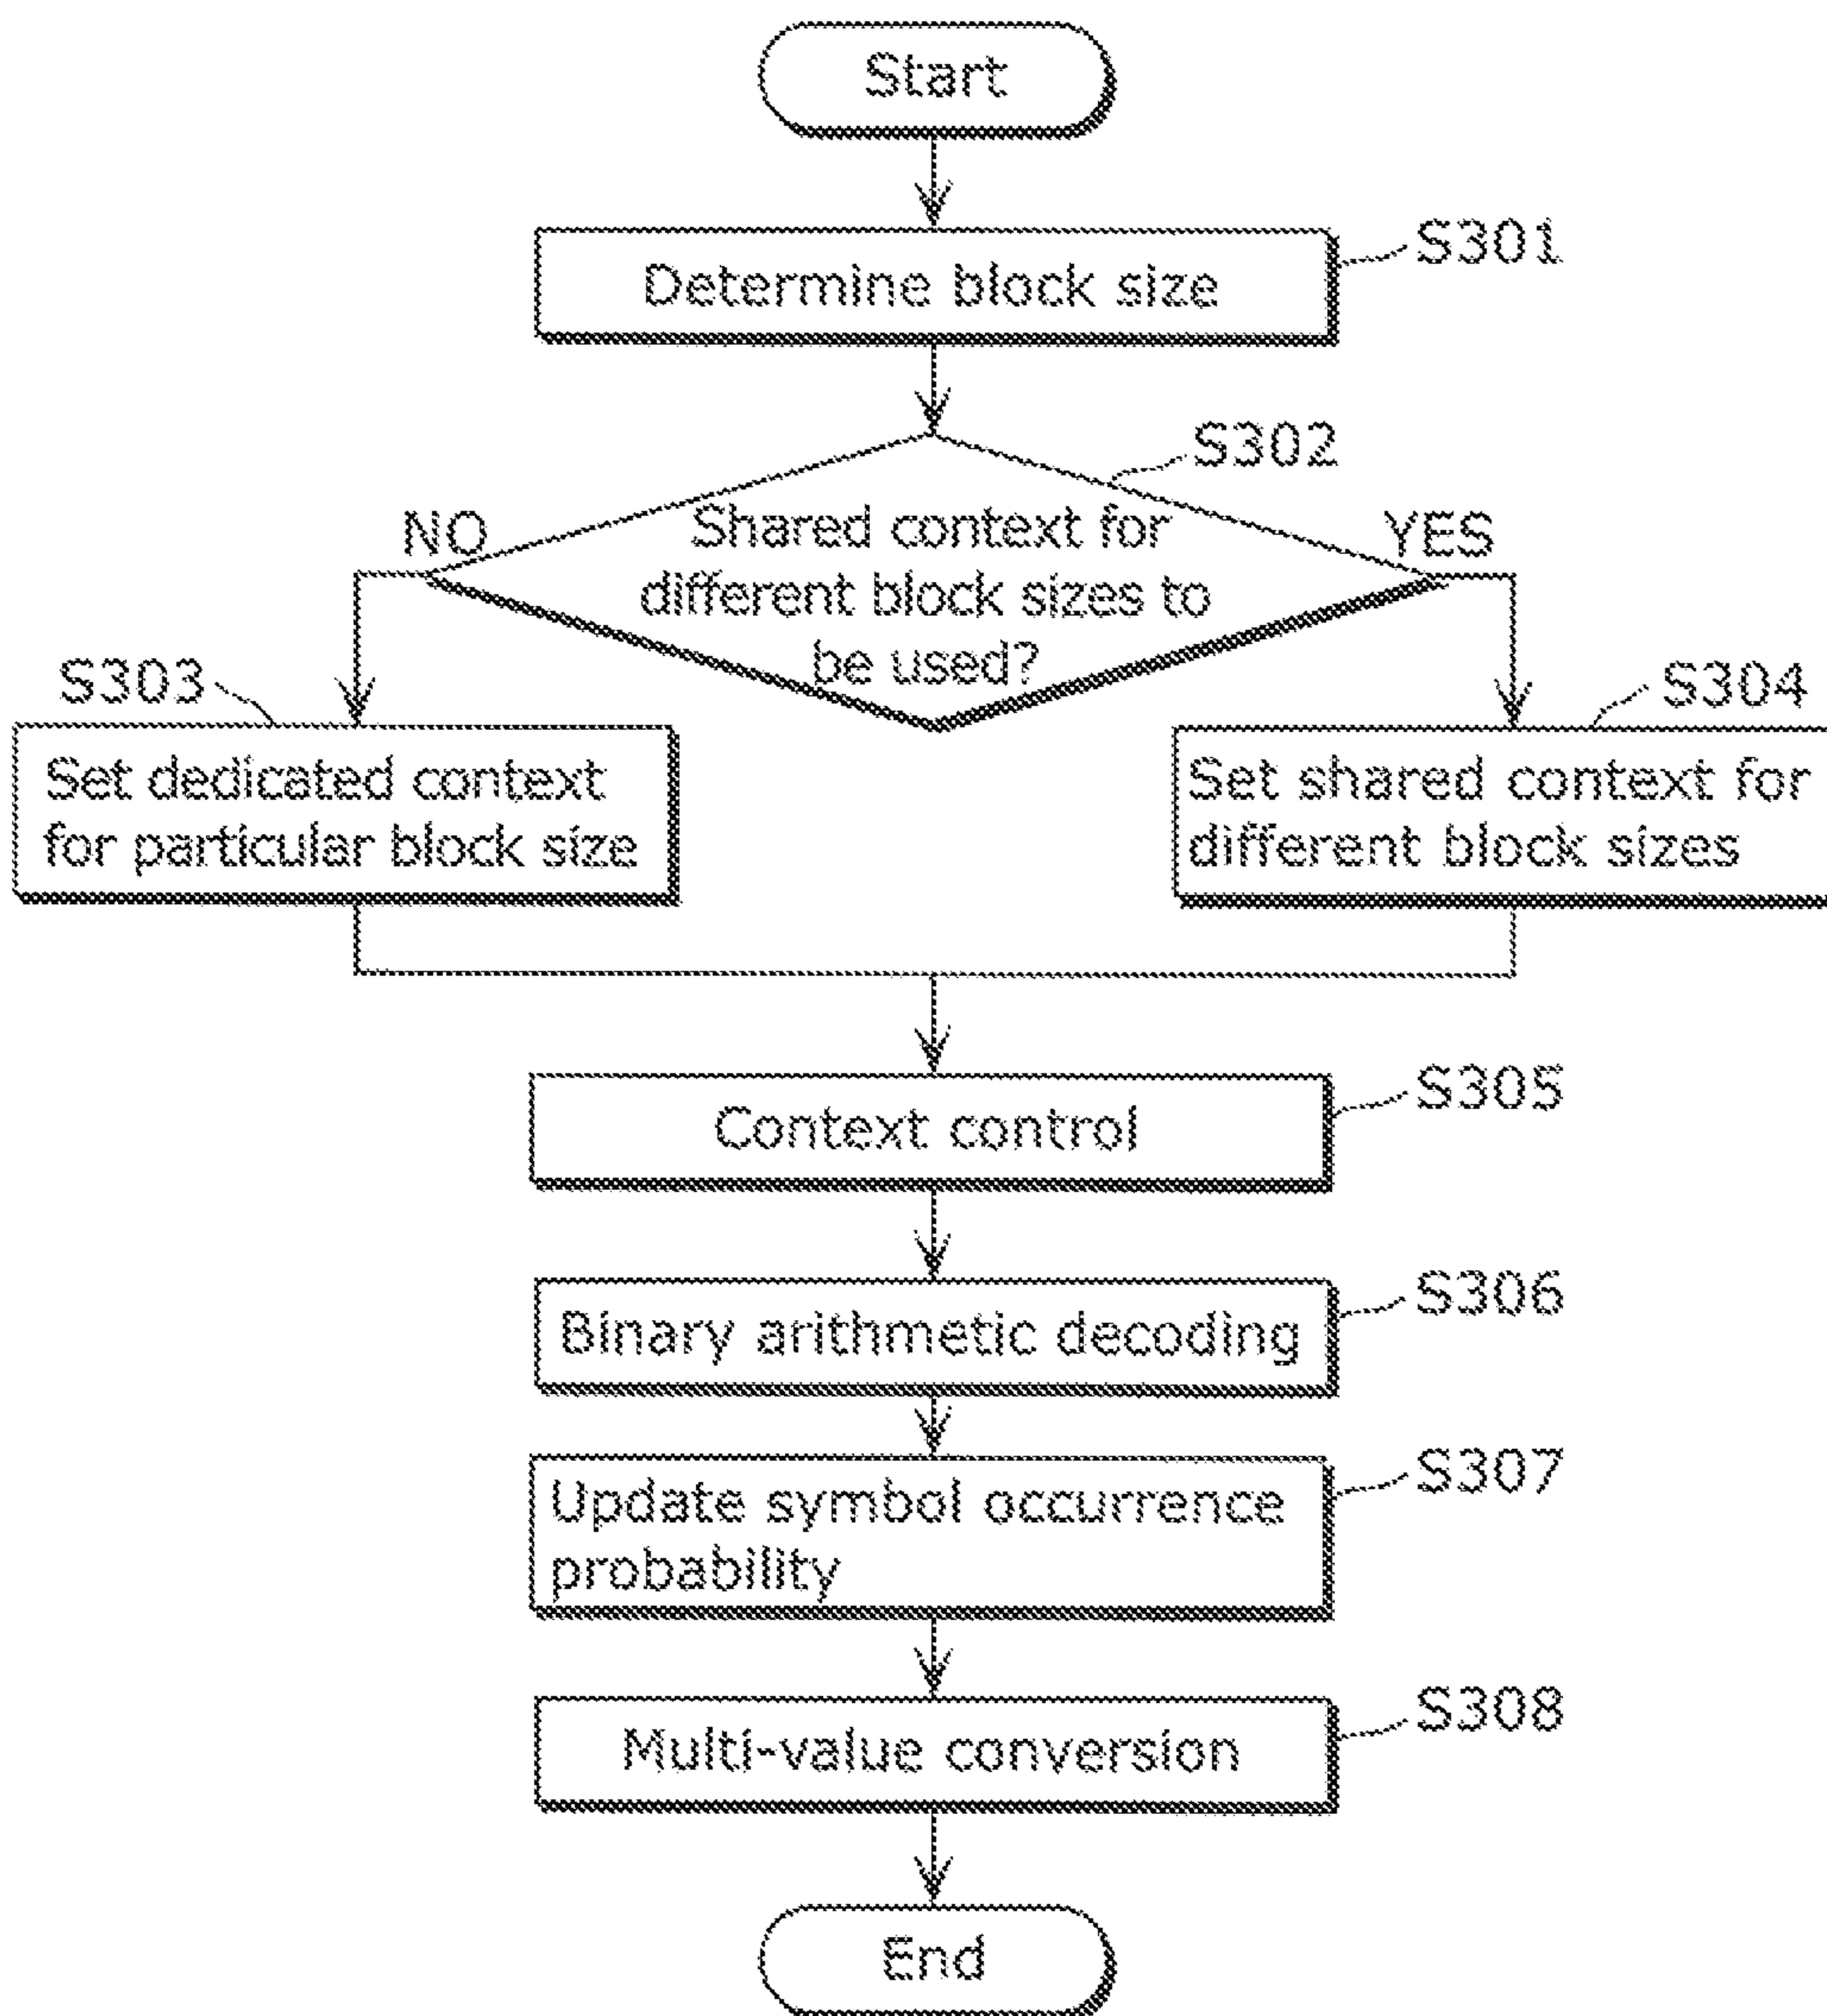 Start
Determine block size
S301
S302
NO
Shared context for
different block sizes to
be used?
YES
S303
Set dedicated context
for particular block size
S304
Set shared context for
different block sizes
Context control
S305
Binary arithmetic decoding
S306
Update symbol occurrence
probability
S307
Multi-value conversion
S308
End